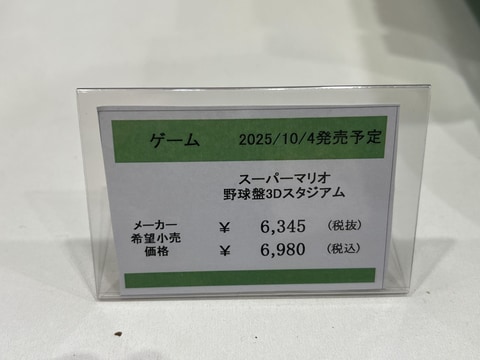 ゲーム 2025/10/4発売予定
スーパーマリオ
野球盤3Dスタジアム
メーカー
希望小売
価格
¥ 6,345 (税抜)
¥ 6,980 (税込)